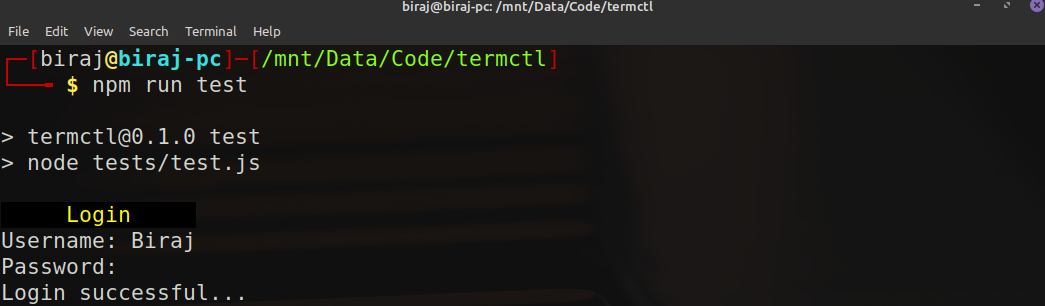 biraj@biraj-pc: /mnt/Data/Code/termctl
File Edit View Search Terminal Help
[biraj@biraj-pc]-[/mnt/Data/Code/termctl]
$ npm run test
> termctl@0.1.0 test
> node tests/test.js
Login
Username: Biraj
Password:
Login successful...